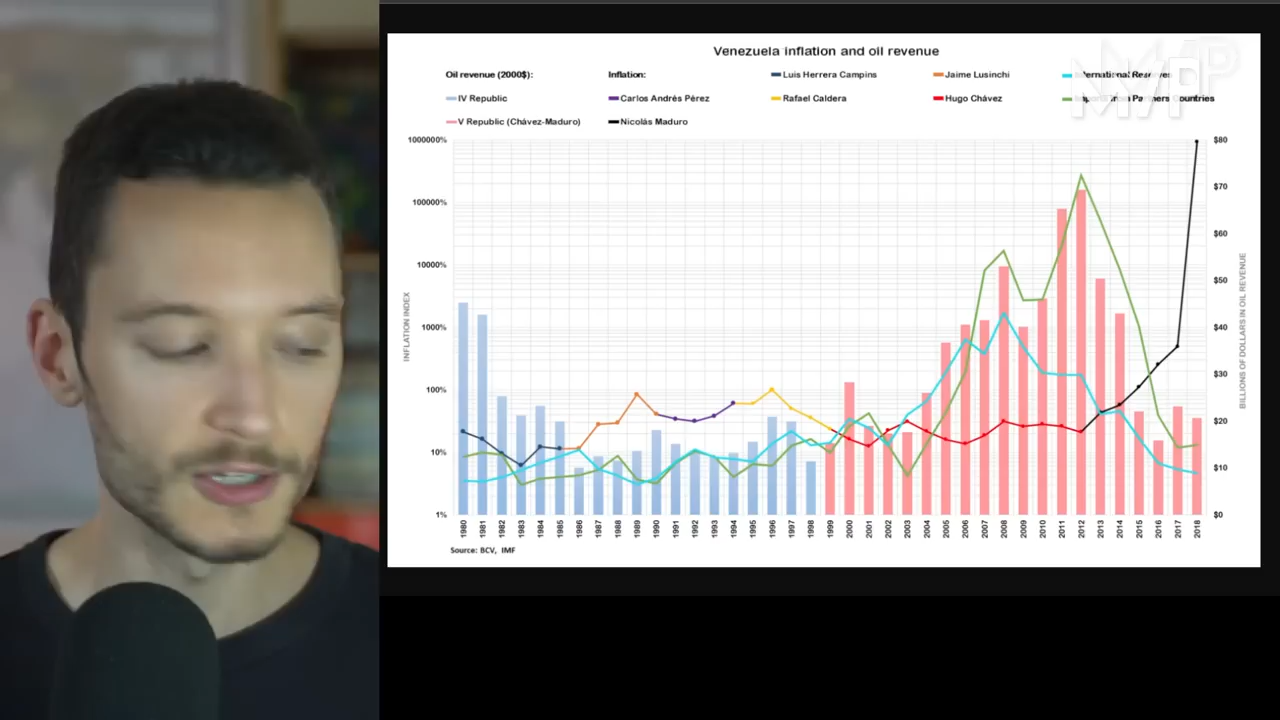 Venezuela inflation and oil revenue
Oil revenue (2000$): Inflation: Luis Herrera Campins Jaime Lusinchi International Reserves
IV Republic Carlos Andrés Pérez Rafael Caldera Hugo Chávez Partners Countries
V Republic (Chávez-Maduro) Nicolás Maduro
1000000% $80
100000% $70
$60
10000% $50
1000% $40
$30
100% $20
10% $10
1% $0
INFLATION INDEX
BILLIONS OF DOLLARS IN OIL REVENUE
1980 1981 1982 1983 1984 1985 1986 1987 1988 1989 1990 1991 1992 1993 1994 1995 1996 1997 1998 1999 2000 2001 2002 2003 2004 2005 2006 2007 2008 2009 2010 2011 2012 2013 2014 2015 2016 2017 2018
Source: BCV, IMF